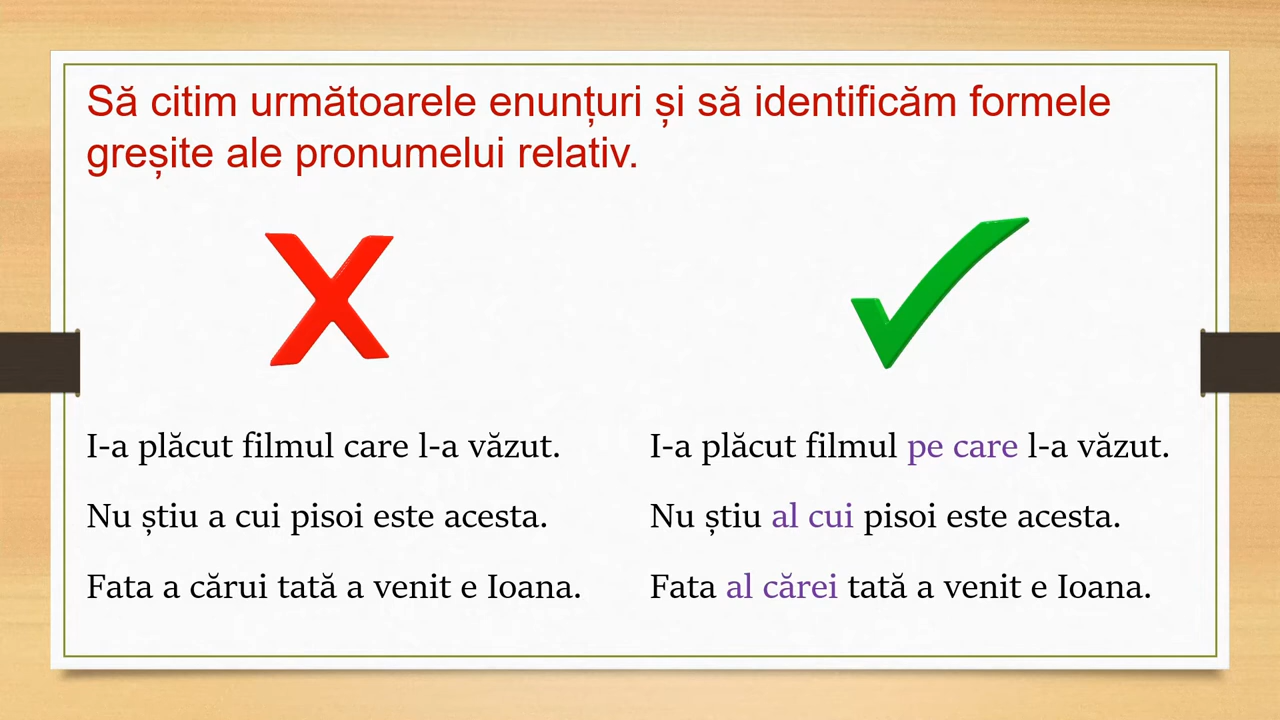 Să citim următoarele enunțuri și să identificăm formele
greșite ale pronumelui relativ.
I-a plăcut filmul care l-a văzut.
Nu știu a cui pisoi este acesta.
Fata a cărui tată a venit e Ioana.
I-a plăcut filmul pe care l-a văzut.
Nu știu al cui pisoi este acesta.
Fata al cărei tată a venit e Ioana.